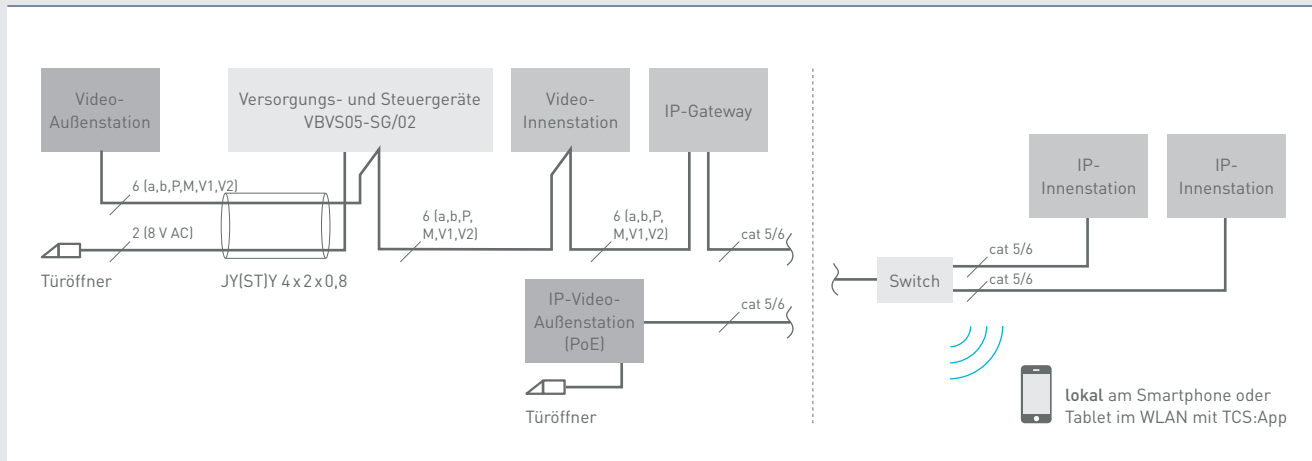 Video-
Außenstation
Versorgungs- und Steuergeräte
VBVS05-SG/02
Video-
Innenstation
IP-Gateway
6 (a,b,P,M,V1,V2)
2 (8 V AC)
Türöffner
JY(ST)Y 4 x 2 x 0,8
6 (a,b,P,
M,V1,V2)
6 (a,b,P,
M,V1,V2)
cat 5/6
IP-Video-
Außenstation
(PoE)
cat 5/6
Türöffner
IP-
Innenstation
IP-
Innenstation
Switch
cat 5/6
cat 5/6
lokal am Smartphone oder
Tablet im WLAN mit TCS:App